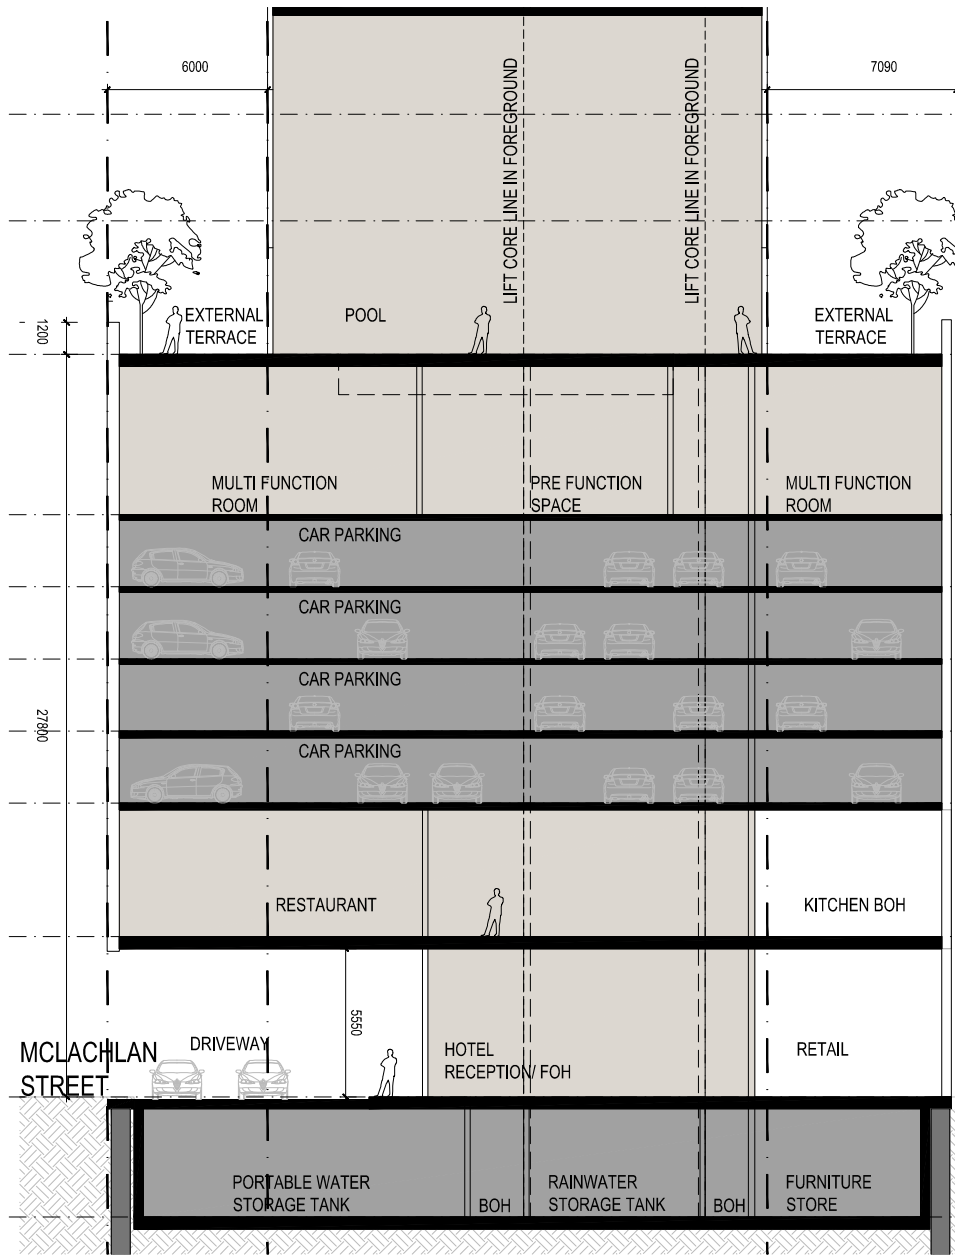 6000
7090
LIFT CORE LINE IN FOREGROUND
LIFT CORE LINE IN FOREGROUND
EXTERNAL
TERRACE
POOL
EXTERNAL
TERRACE
1200
MULTI FUNCTION
ROOM
PRE FUNCTION
SPACE
MULTI FUNCTION
ROOM
CAR PARKING
CAR PARKING
CAR PARKING
27800
CAR PARKING
RESTAURANT
KITCHEN BOH
5550
DRIVEWAY
MCLACHLAN
STREET
HOTEL
RECEPTION/ FOH
RETAIL
PORTABLE WATER
STORAGE TANK
BOH
RAINWATER
STORAGE TANK
BOH
FURNITURE
STORE